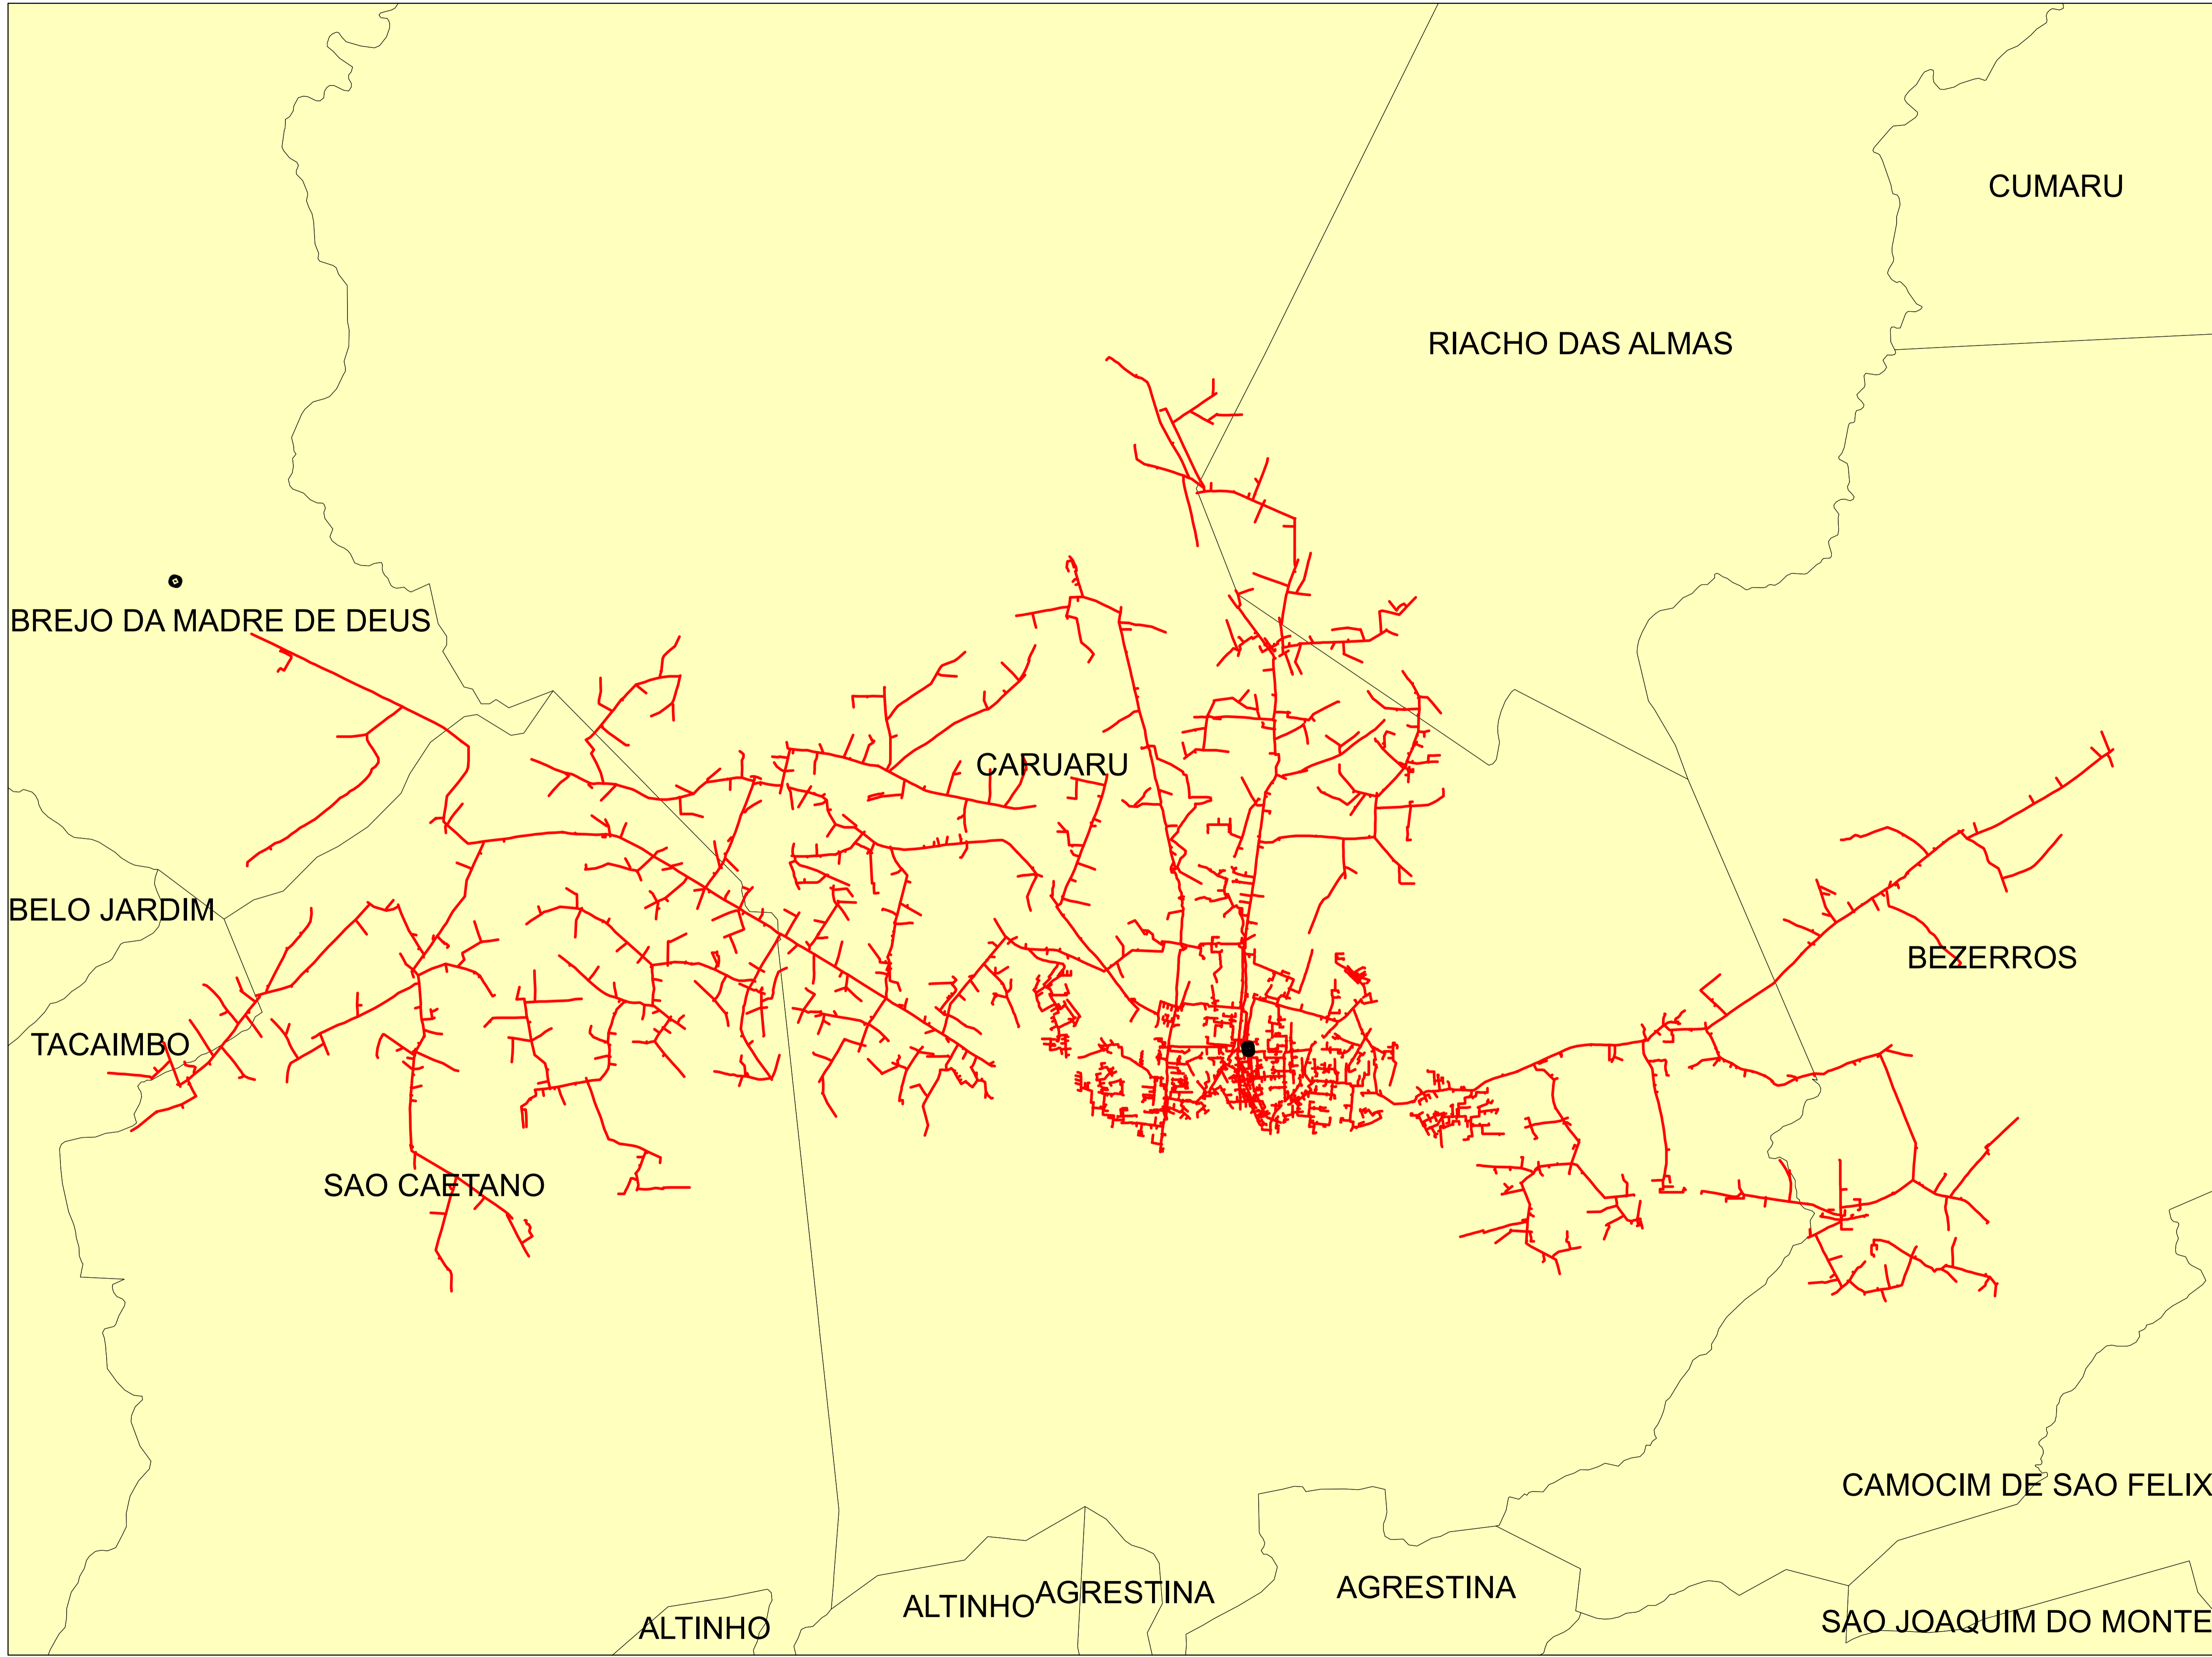 CUMARU
RIACHO DAS ALMAS
BREJO DA MADRE DE DEUS
CARUARU
BELO JARDIM
BEZERROS
TACAIMBO
SAO CAETANO
CAMOCIM DE SAO FELIX
AGRESTINA
AGRESTINA
ALTINHO
SAO JOAQUIM DO MONTE
ALTINHO